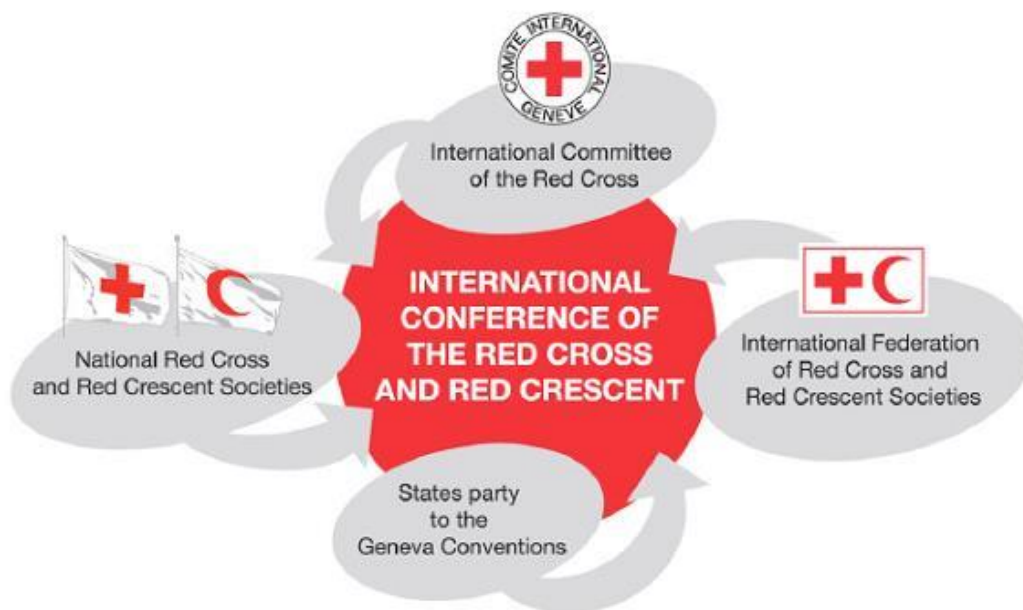 COMITE INTERNATIONAL
GENEVE
International Committee
of the Red Cross
INTERNATIONAL
CONFERENCE OF
THE RED CROSS
AND RED CRESCENT
National Red Cross
and Red Crescent Societies
International Federation
of Red Cross and
Red Crescent Societies
States party
to the
Geneva Conventions